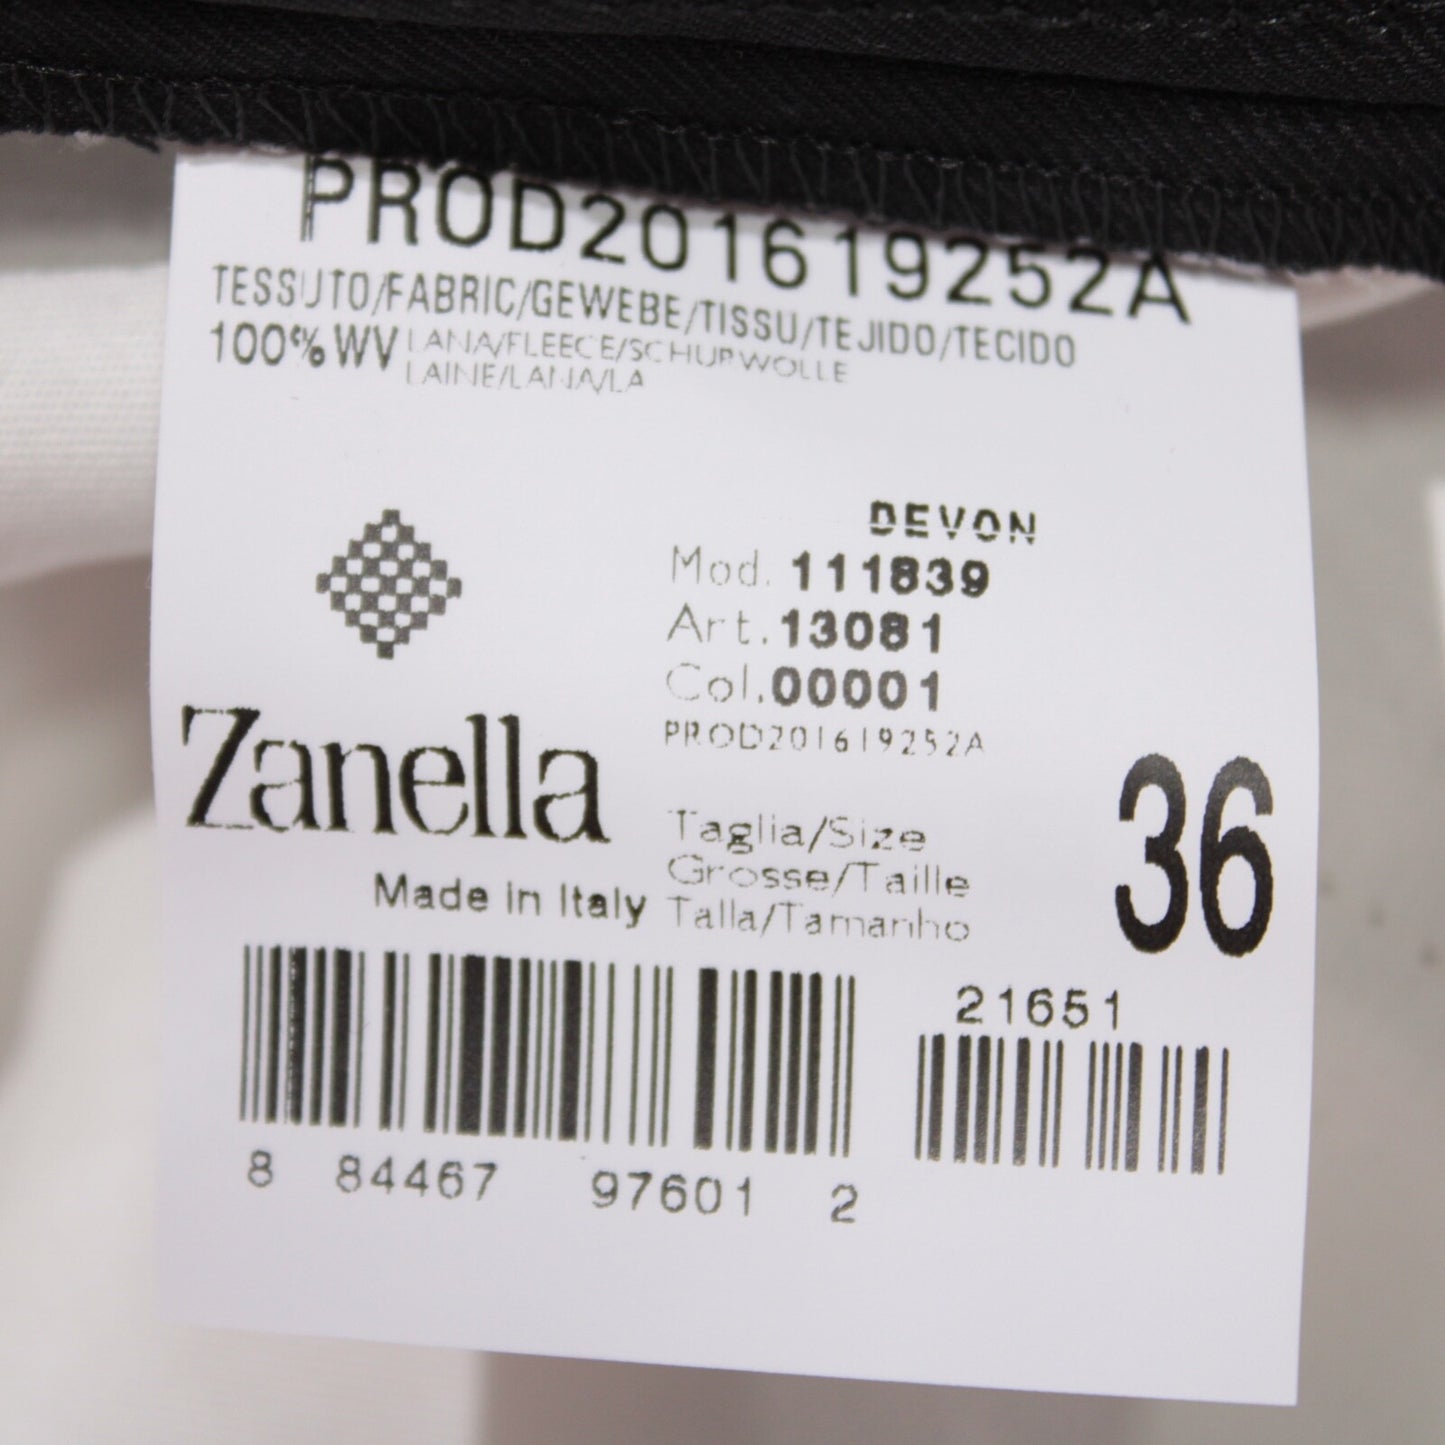 PROD201619252A
TESSUTO/FABRIC/GEWEBE/TISSU/TEJIDO/TECIDO
100% WV LANA/FLEECE/SCHURWOLLE
LAINE/LANA/LA
DEVON
Mod. 111839
Art. 13081
Col. 00001
PROD201619252A
Zanella
Made in Italy
Taglia/Size
Grosse/Taille
Talla/Tamanho
36
21651
8 84467 97601 2